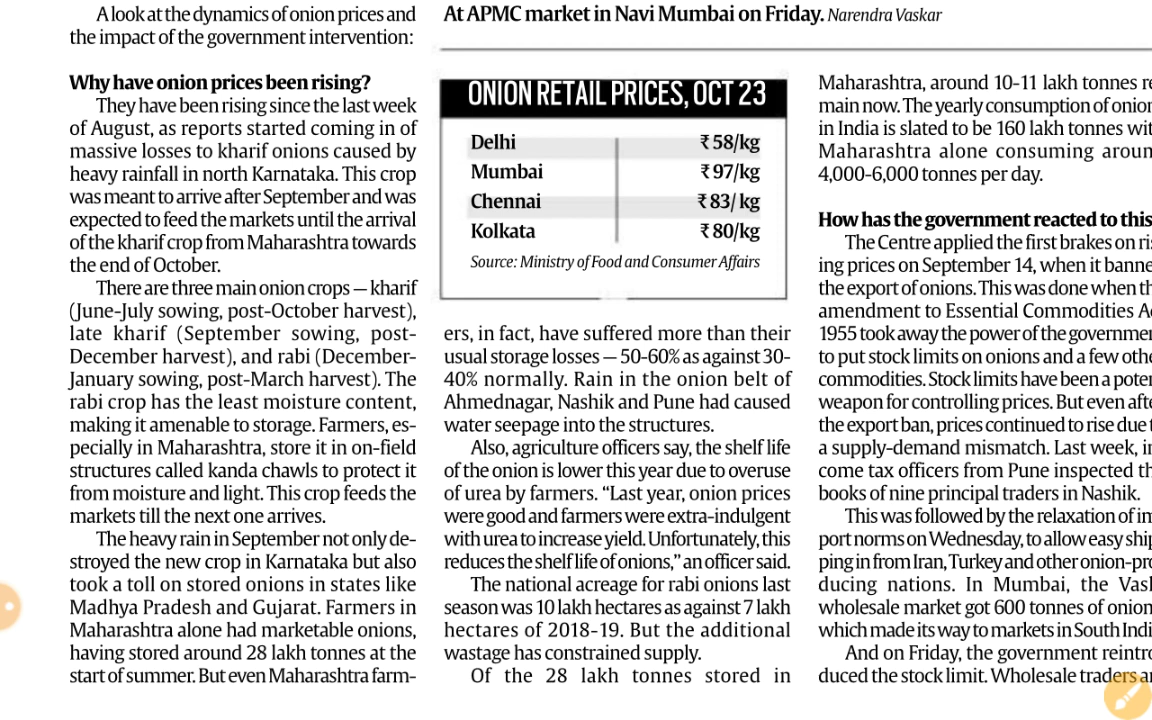 A look at the dynamics of onion prices and
the impact of the government intervention:
Why have onion prices been rising?
They have been rising since the last week
of August, as reports started coming in of
massive losses to kharif onions caused by
heavy rainfall in north Karnataka. This crop
was meant to arrive after September and was
expected to feed the markets until the arrival
of the kharif crop from Maharashtra towards
the end of October.
There are three main onion crops — kharif
(June-July sowing, post-October harvest),
late kharif (September sowing, post-
December harvest), and rabi (December-
January sowing, post-March harvest). The
rabi crop has the least moisture content,
making it amenable to storage. Farmers, es-
pecially in Maharashtra, store it in on-field
structures called kanda chawls to protect it
from moisture and light. This crop feeds the
markets till the next one arrives.
The heavy rain in September not only de-
stroyed the new crop in Karnataka but also
took a toll on stored onions in states like
Madhya Pradesh and Gujarat. Farmers in
Maharashtra alone had marketable onions,
having stored around 28 lakh tonnes at the
start of summer. But even Maharashtra farm-
At APMC market in Navi Mumbai on Friday. Narendra Vaskar
ONION RETAIL PRICES, OCT 23
Delhi ₹58/kg
Mumbai ₹97/kg
Chennai ₹83/kg
Kolkata ₹80/kg
Source: Ministry of Food and Consumer Affairs
ers, in fact, have suffered more than their
usual storage losses — 50-60% as against 30-
40% normally. Rain in the onion belt of
Ahmednagar, Nashik and Pune had caused
water seepage into the structures.
Also, agriculture officers say, the shelf life
of the onion is lower this year due to overuse
of urea by farmers. “Last year, onion prices
were good and farmers were extra-indulgent
with urea to increase yield. Unfortunately, this
reduces the shelf life of onions,” an officer said.
The national acreage for rabi onions last
season was 10 lakh hectares as against 7 lakh
hectares of 2018-19. But the additional
wastage has constrained supply.
Of the 28 lakh tonnes stored in
Maharashtra, around 10-11 lakh tonnes re
main now. The yearly consumption of onion
in India is slated to be 160 lakh tonnes wit
Maharashtra alone consuming aroun
4,000-6,000 tonnes per day.
How has the government reacted to this
The Centre applied the first brakes on ris
ing prices on September 14, when it banne
the export of onions. This was done when th
amendment to Essential Commodities Ac
1955 took away the power of the governmen
to put stock limits on onions and a few othe
commodities. Stock limits have been a poten
weapon for controlling prices. But even afte
the export ban, prices continued to rise due t
a supply-demand mismatch. Last week, in
come tax officers from Pune inspected th
books of nine principal traders in Nashik.
This was followed by the relaxation of im
port norms on Wednesday, to allow easy ship
ping in from Iran, Turkey and other onion-pro
ducing nations. In Mumbai, the Vash
wholesale market got 600 tonnes of onion
which made its way to markets in South Indi
And on Friday, the government reintro
duced the stock limit. Wholesale traders an